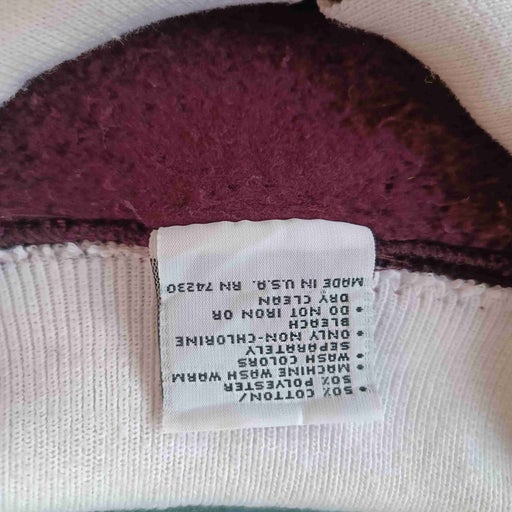 • 50% COTTON/
50% POLYESTER
• MACHINE WASH WARM
• WASH COLORS
SEPARATELY
• ONLY NON-CHLORINE
BLEACH
• DO NOT IRON OR
DRY CLEAN
MADE IN U.S.A. RN 74230